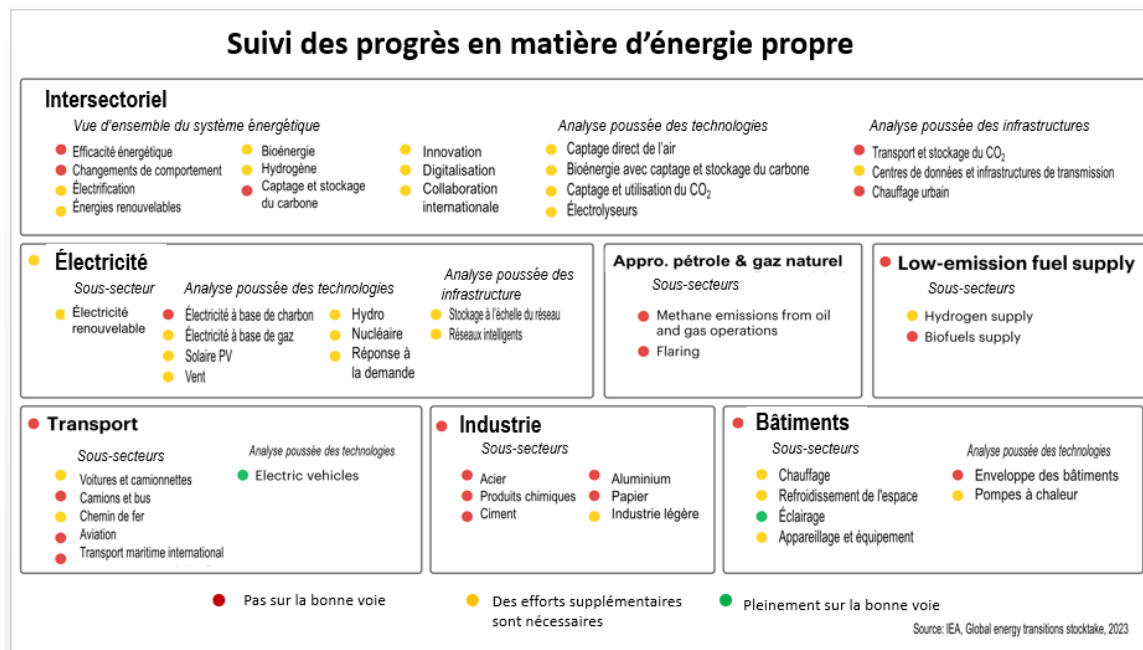 Suivi des progrès en matière d’énergie propre
Intersectoriel
Vue d'ensemble du système énergétique
Efficacité énergétique
Changements de comportement
Électrification
Énergies renouvelables
Bioénergie
Hydrogène
Captage et stockage
du carbone
Innovation
Digitalisation
Collaboration
internationale
Analyse poussée des technologies
Captage direct de l'air
Bioénergie avec captage et stockage du carbone
Captage et utilisation du CO₂
Électrolyseurs
Analyse poussée des infrastructures
Transport et stockage du CO₂
Centres de données et infrastructures de transmission
Chauffage urbain
Électricité
Sous-secteur
Électricité
renouvelable
Analyse poussée des technologies
Électricité à base de charbon
Électricité à base de gaz
Solaire PV
Vent
Hydro
Nucléaire
Réponse à
la demande
Analyse poussée des
infrastructure
Stockage à l'échelle du réseau
Réseaux intelligents
Appro. pétrole & gaz naturel
Sous-secteurs
Methane emissions from oil
and gas operations
Flaring
Low-emission fuel supply
Sous-secteurs
Hydrogen supply
Biofuels supply
Transport
Sous-secteurs
Voitures et camionnettes
Camions et bus
Chemin de fer
Aviation
Transport maritime international
Analyse poussée des technologies
Electric vehicles
Industrie
Sous-secteurs
Acier
Produits chimiques
Ciment
Aluminium
Papier
Industrie légère
Bâtiments
Sous-secteurs
Chauffage
Refroidissement de l'espace
Éclairage
Appareillage et équipement
Analyse poussée des technologies
Enveloppe des bâtiments
Pompes à chaleur
Pas sur la bonne voie
Des efforts supplémentaires
sont nécessaires
Pleinement sur la bonne voie
Source: IEA, Global energy transitions stocktake, 2023